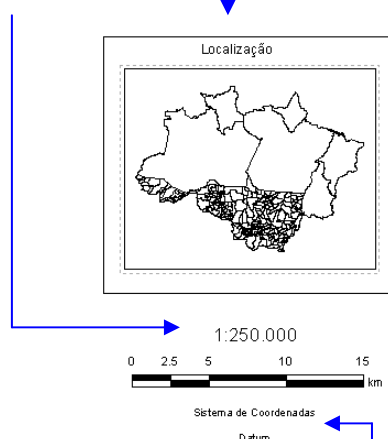 Localização
1:250.000
0 2.5 5 10 15
km
Sistema de Coordenadas
Datum